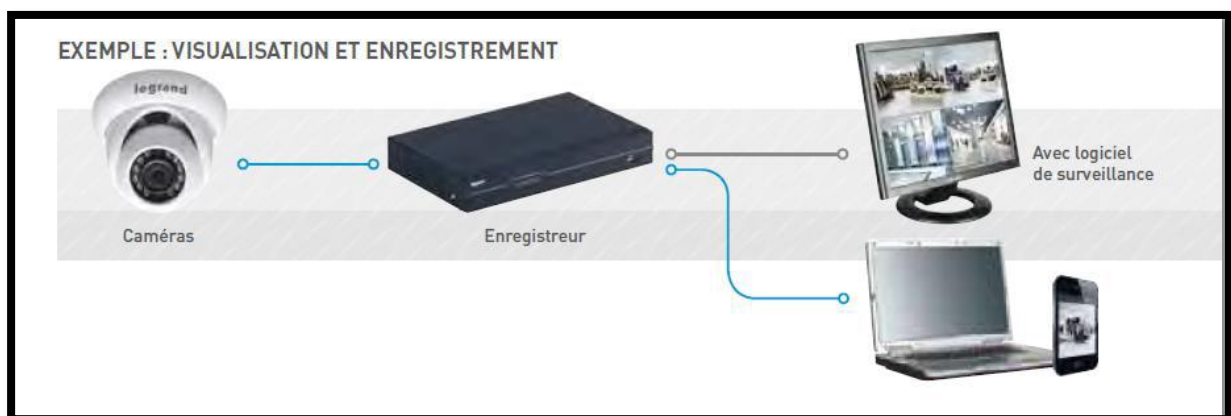 EXEMPLE : VISUALISATION ET ENREGISTREMENT
legrand
Avec logiciel
de surveillance
Caméras
Enregistreur